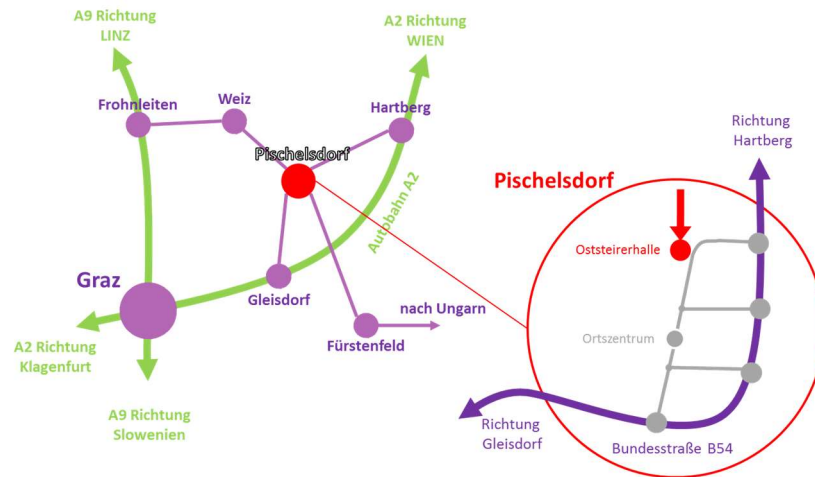 A9 Richtung
LINZ
A2 Richtung
WIEN
Frohnleiten
Weiz
Hartberg
Pischelsdorf
Autobahn A2
Graz
Gleisdorf
nach Ungarn
Fürstenfeld
A2 Richtung
Klagenfurt
A9 Richtung
Slowenien
Richtung
Hartberg
Pischelsdorf
Oststeirerhalle
Ortszentrum
Richtung
Gleisdorf
Bundesstraße B54